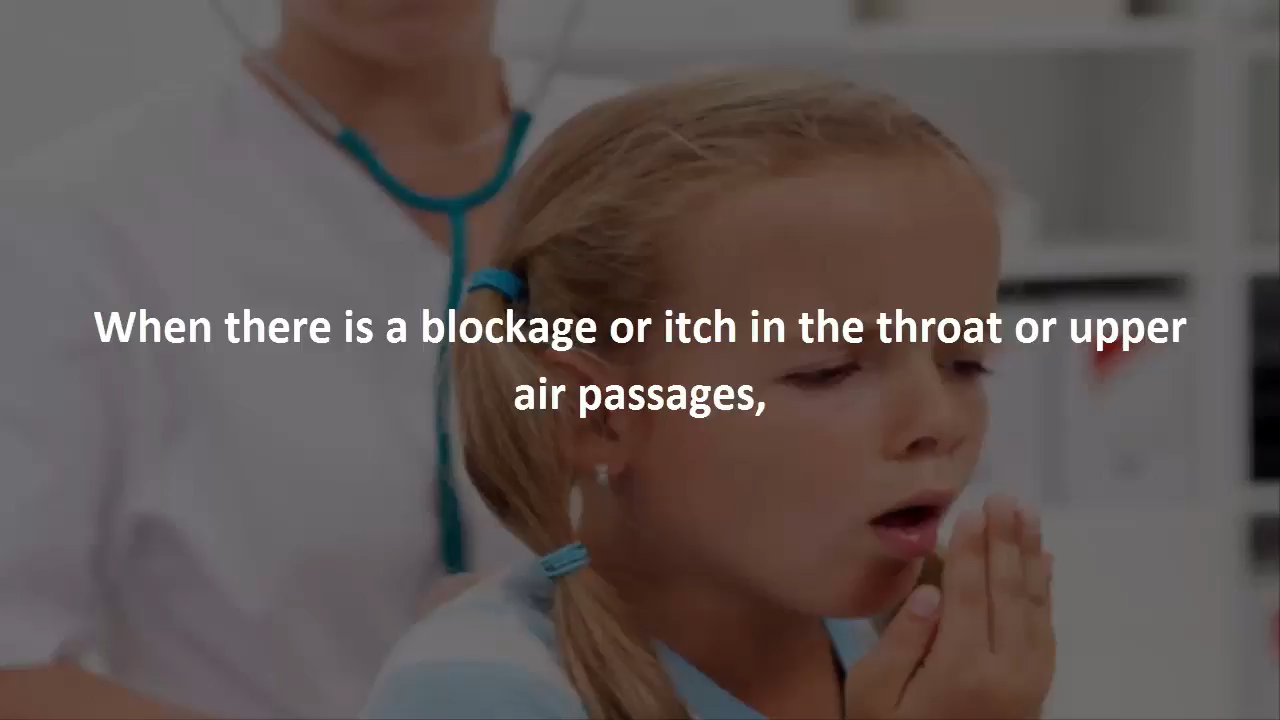 When there is a blockage or itch in the throat or upper
air passages,